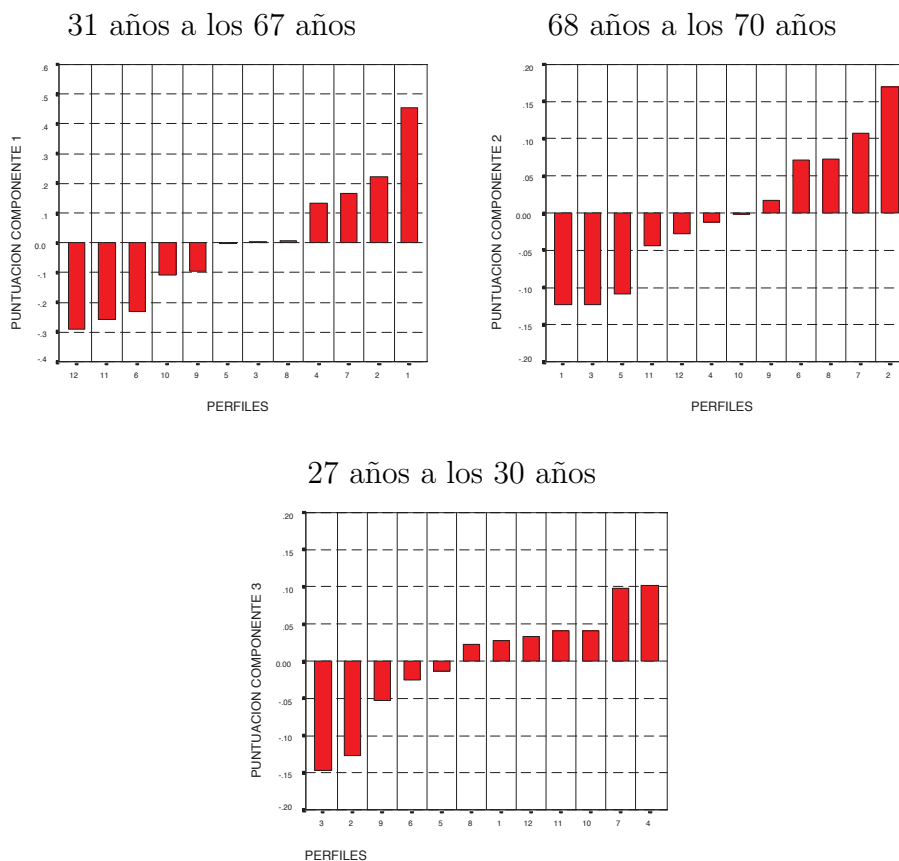 31 años a los 67 años
.6
.5
.4
.3
.2
.1
0.0
-.1
-.2
-.3
-.4
PUNTUACION COMPONENTE 1
12 11 6 10 9 5 3 8 4 7 2 1
PERFILES
68 años a los 70 años
.20
.15
.10
.05
0.00
-.05
-.10
-.15
-.20
PUNTUACION COMPONENTE 2
1 3 5 11 12 4 10 9 6 8 7 2
PERFILES
27 años a los 30 años
.20
.15
.10
.05
0.00
-.05
-.10
-.15
-.20
PUNTUACION COMPONENTE 3
3 2 9 6 5 8 1 12 11 10 7 4
PERFILES